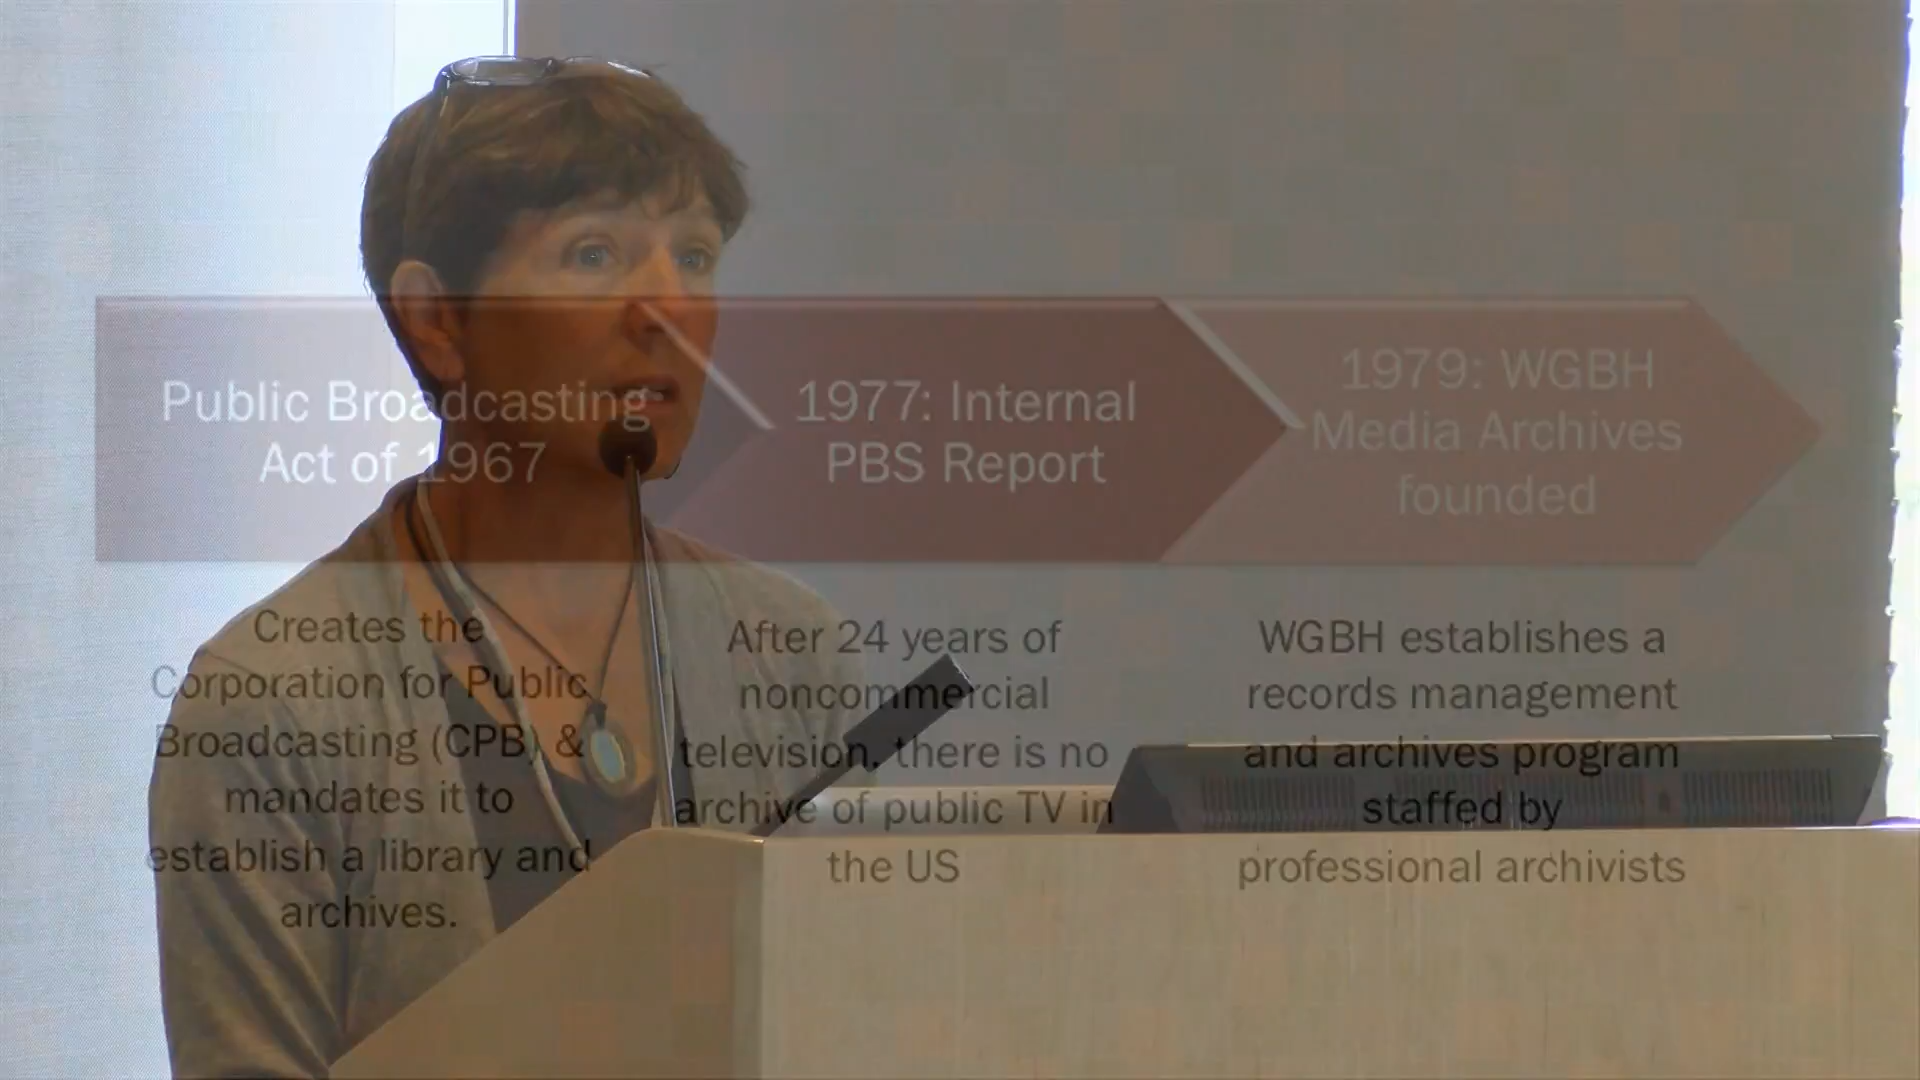 Public Broadcasting
Act of 1967
1977: Internal
PBS Report
1979: WGBH
Media Archives
founded
Creates the
Corporation for Public
Broadcasting (CPB) &
mandates it to
establish a library and
archives.
After 24 years of
noncommercial
television, there is no
archive of public TV in
the US
WGBH establishes a
records management
and archives program
staffed by
professional archivists